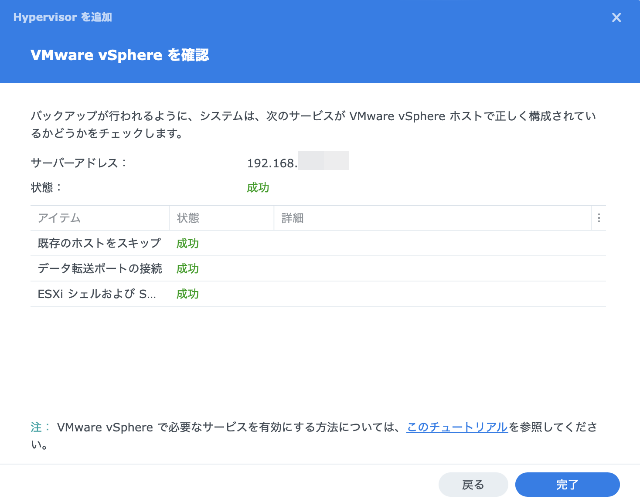 Hypervisor を追加
VMware vSphere を確認
バックアップが行われるように、システムは、次のサービスが VMware vSphere ホストで正しく構成されてい
るかどうかをチェックします。
サーバーアドレス： 192.168.
状態： 成功
アイテム 状態 詳細
既存のホストをスキップ 成功
データ転送ポートの接続 成功
ESXi シェルおよび S... 成功
注： VMware vSphere で必要なサービスを有効にする方法については、このチュートリアルを参照してくださ
い。
戻る 完了